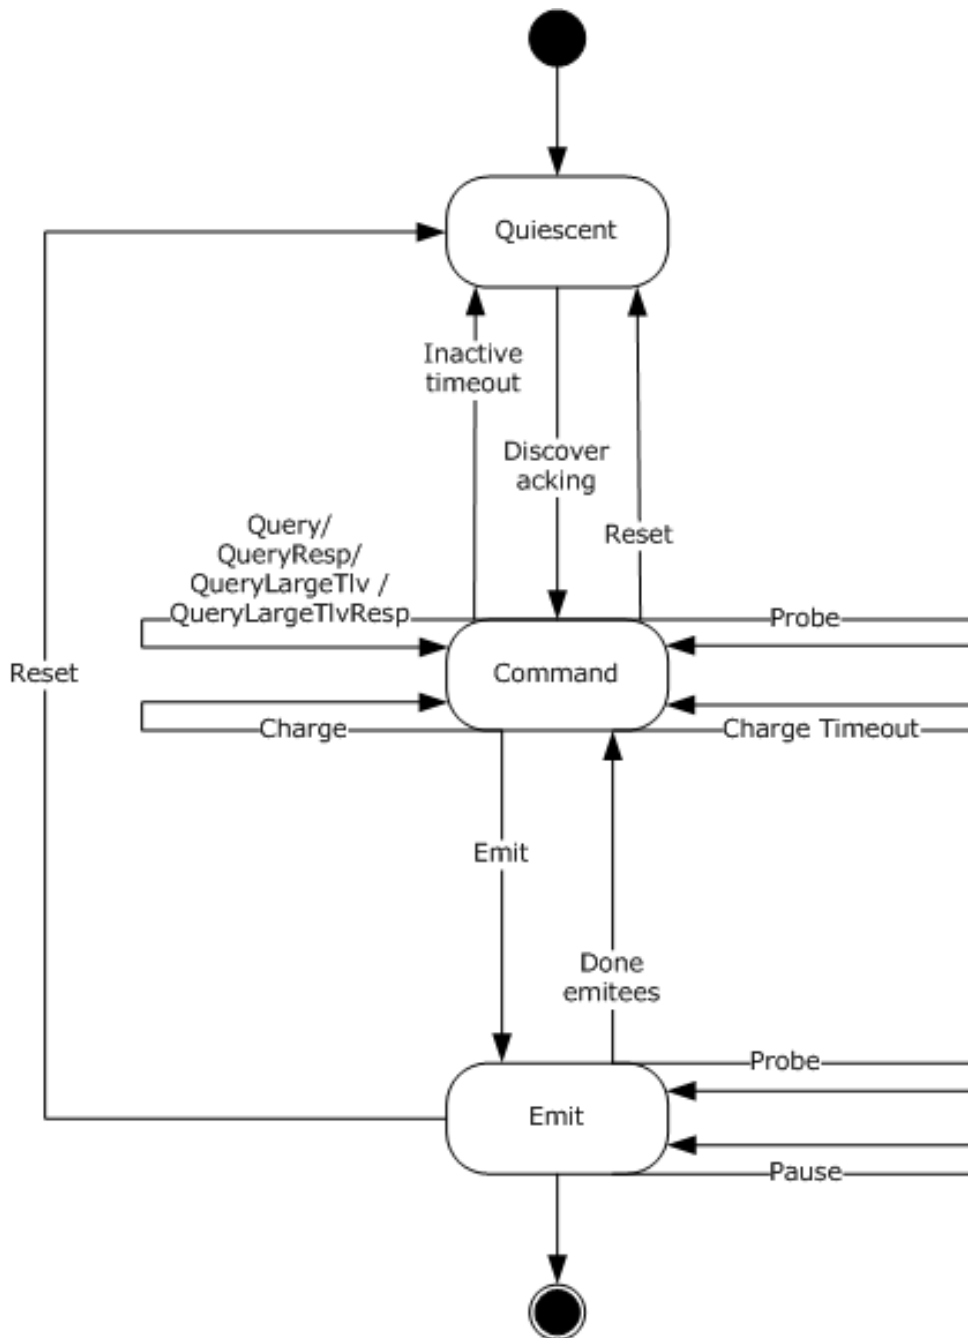 Quiescent
Inactive
timeout
Discover
acking
Reset
Query/
QueryResp/
QueryLargeTlv /
QueryLargeTlvResp
Probe
Reset
Command
Charge
Charge Timeout
Emit
Done
emitees
Probe
Emit
Pause